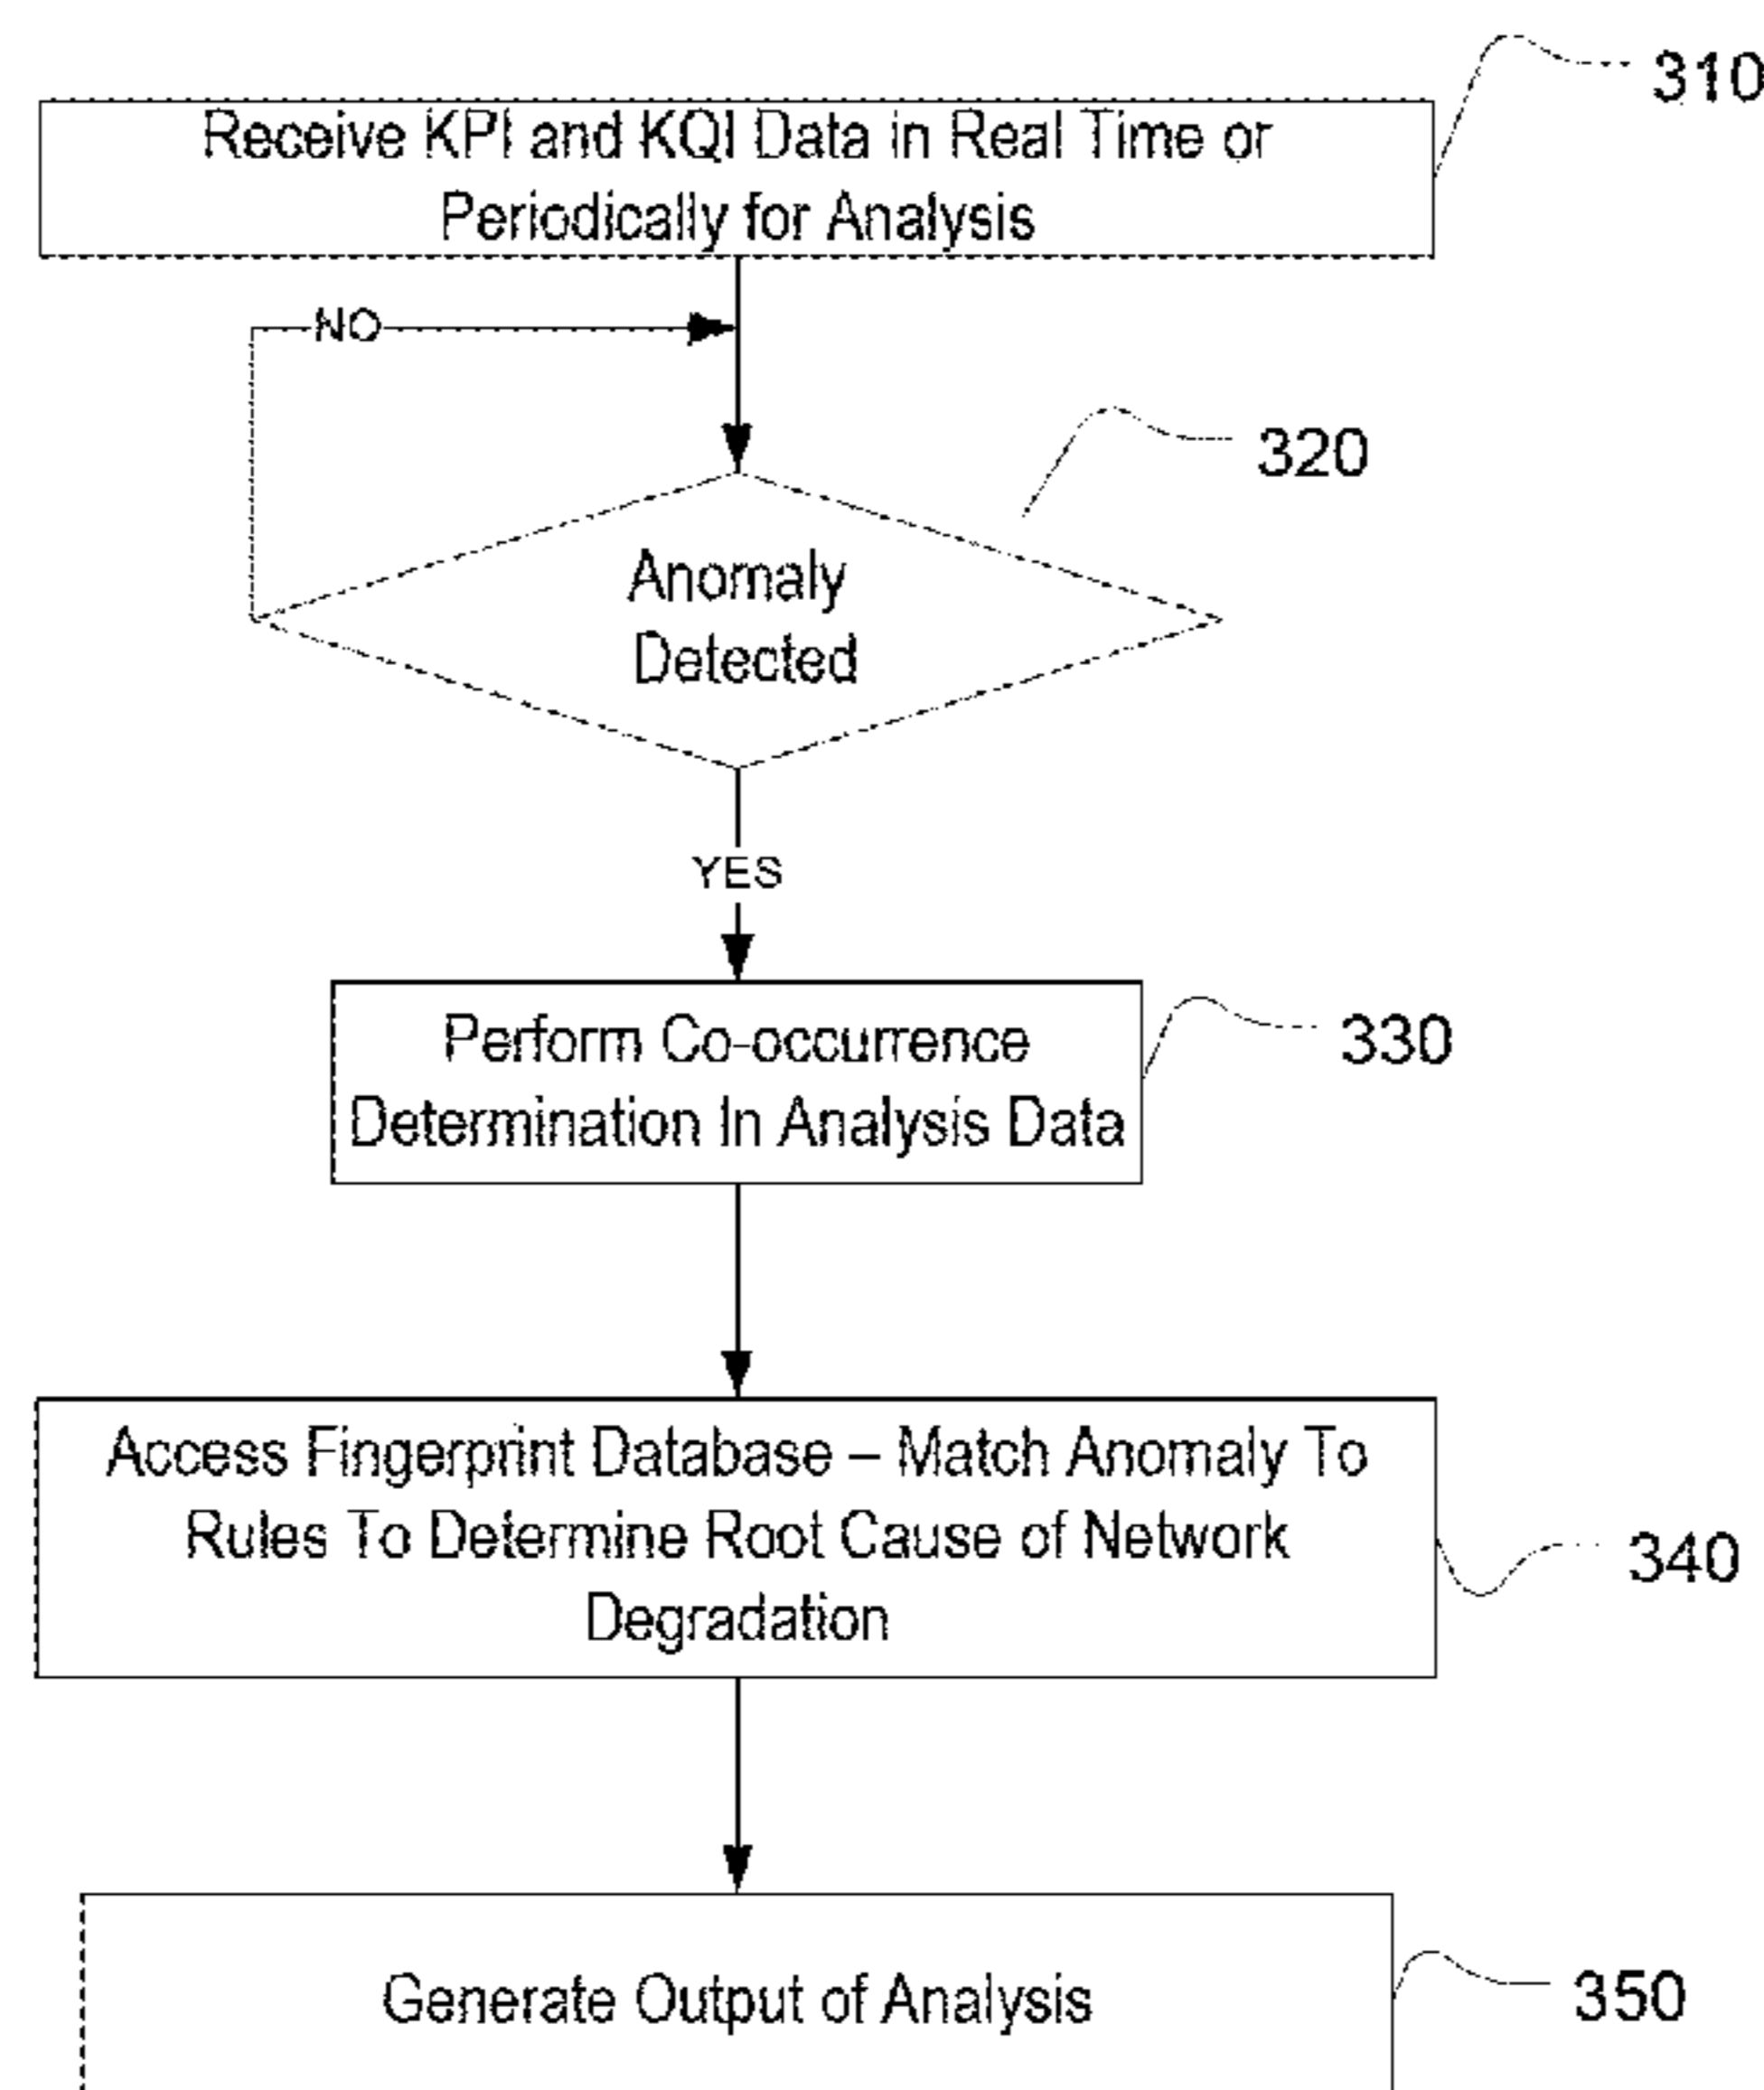 310
Receive KPI and KQI Data in Real Time or
Periodically for Analysis
NO
320
Anomaly
Detected
YES
Perform Co-occurrence
Determination In Analysis Data
330
Access Fingerprint Database – Match Anomaly To
Rules To Determine Root Cause of Network
Degradation
340
Generate Output of Analysis
350